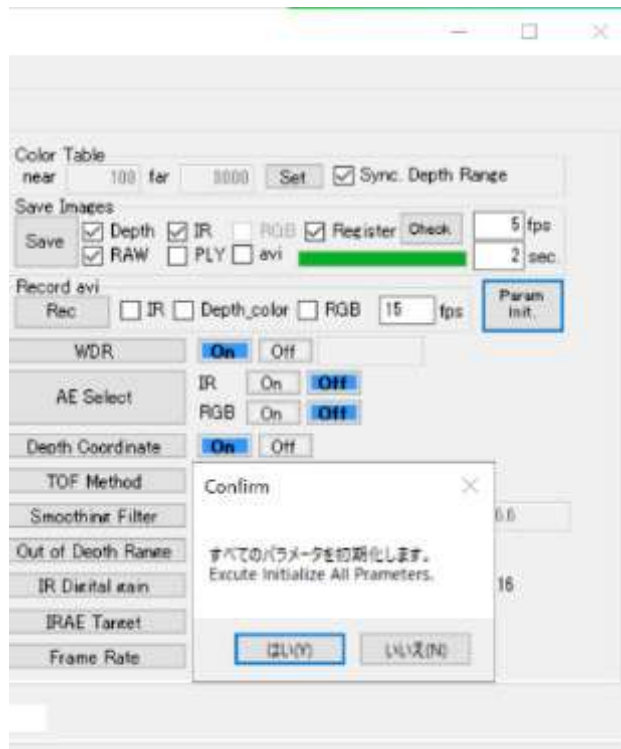 Color Table
near 100 far 8000 Set Sync. Depth Range
Save Images
Save Depth IR RGB Register Check 5 fps
RAW PLY avi 2 sec.
Record avi
Rec IR Depth_color RGB 15 fps Param Init.
WDR On Off
AE Select
IR On Off
RGB On Off
Depth Coordinate On Off
TOF Method
Smoothing Filter
Out of Depth Range
IR Digital gain 16
IRAE Target
Frame Rate
Confirm
すべてのパラメータを初期化します。
Excute Initialize All Prameters.
はい(Y) いいえ(N)